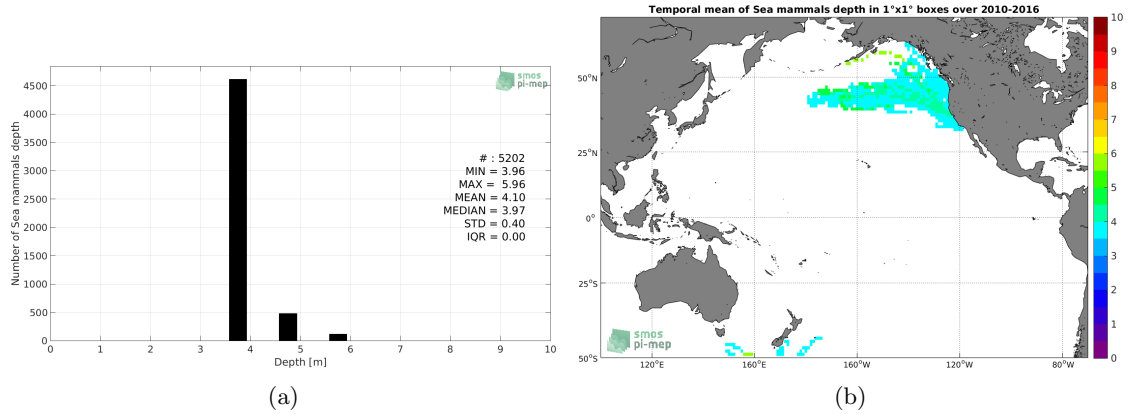 smos
pi-mep
Number of Sea mammals depth
4500
4000
3500
3000
2500
2000
1500
1000
500
0
# : 5202
MIN = 3.96
MAX = 5.96
MEAN = 4.10
MEDIAN = 3.97
STD = 0.40
IQR = 0.00
0 1 2 3 4 5 6 7 8 9 10
Depth [m]
(a)
Temporal mean of Sea mammals depth in 1°x1° boxes over 2010-2016
50°N
25°N
0°
25°S
50°S
120°E 160°E 160°W 120°W 80°W
smos
pi-mep
10
9
8
7
6
5
4
3
2
1
0
(b)